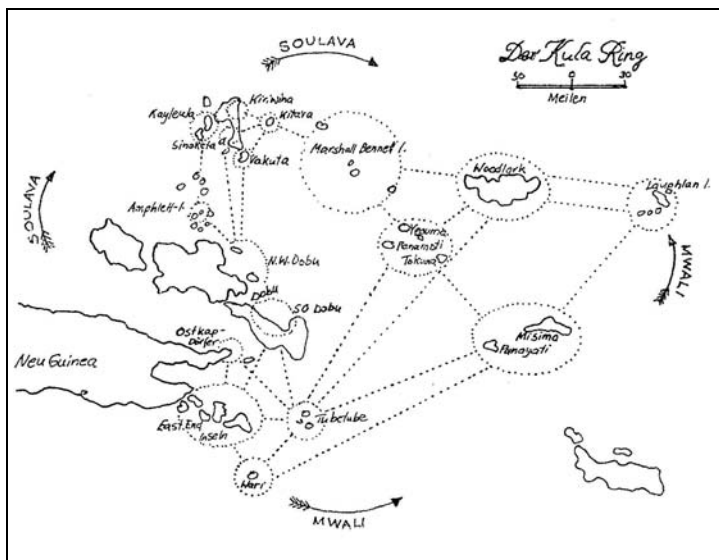 SOULAVA
Der Kula Ring
30 0 30
Meilen
Kayleula
Kiriwina
Kitava
Sinaketa
Vakuta
Marshall Bennet I.
Woodlark
Laughlan I.
SOULAVA
Amphlett-I.
Panamoti
Tokuna
N.W. Dobu
MWALI
Dobu
S.O Dobu
Ostkap-
Dörfer
Misima
Panayati
Neu Guinea
East. End
Inseln
Tubetube
Wari
MWALI